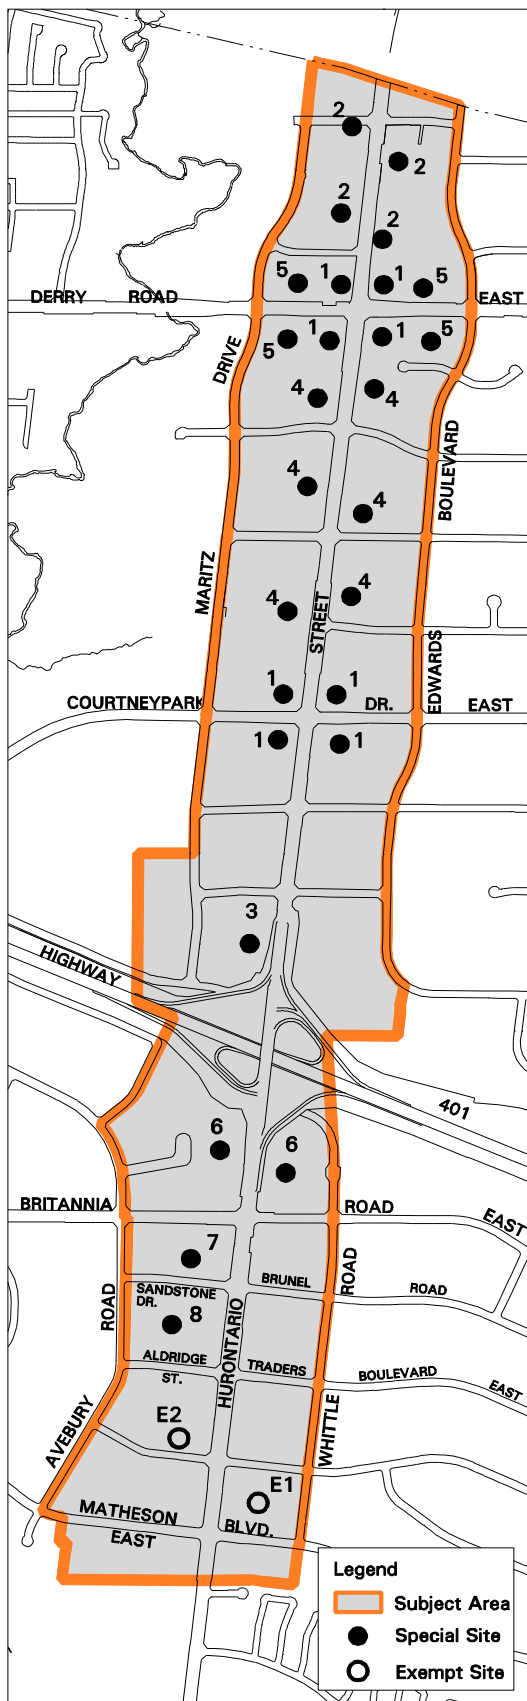 2
2
2
2
5 1 1 5
DERRY ROAD EAST
5 1 1 5
DRIVE
4 4
BOULEVARD
4 4
MARITZ
4 4
STREET
EDWARDS
1 1
COURTNEYPARK DR. EAST
1 1
3
HIGHWAY
401
6 6
BRITANNIA ROAD EAST
7
ROAD
BRUNEL ROAD
SANDSTONE
DR.
8
ROAD
HURONTARIO
ALDRIDGE
ST.
TRADERS BOULEVARD EAST
AVEBURY
E2
WHITTLE
E1
MATHESON BLVD.
EAST
Legend
Subject Area
Special Site
Exempt Site